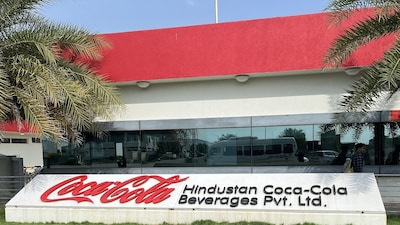 Coca-Cola
Hindustan Coca-Cola
Beverages Pvt. Ltd.